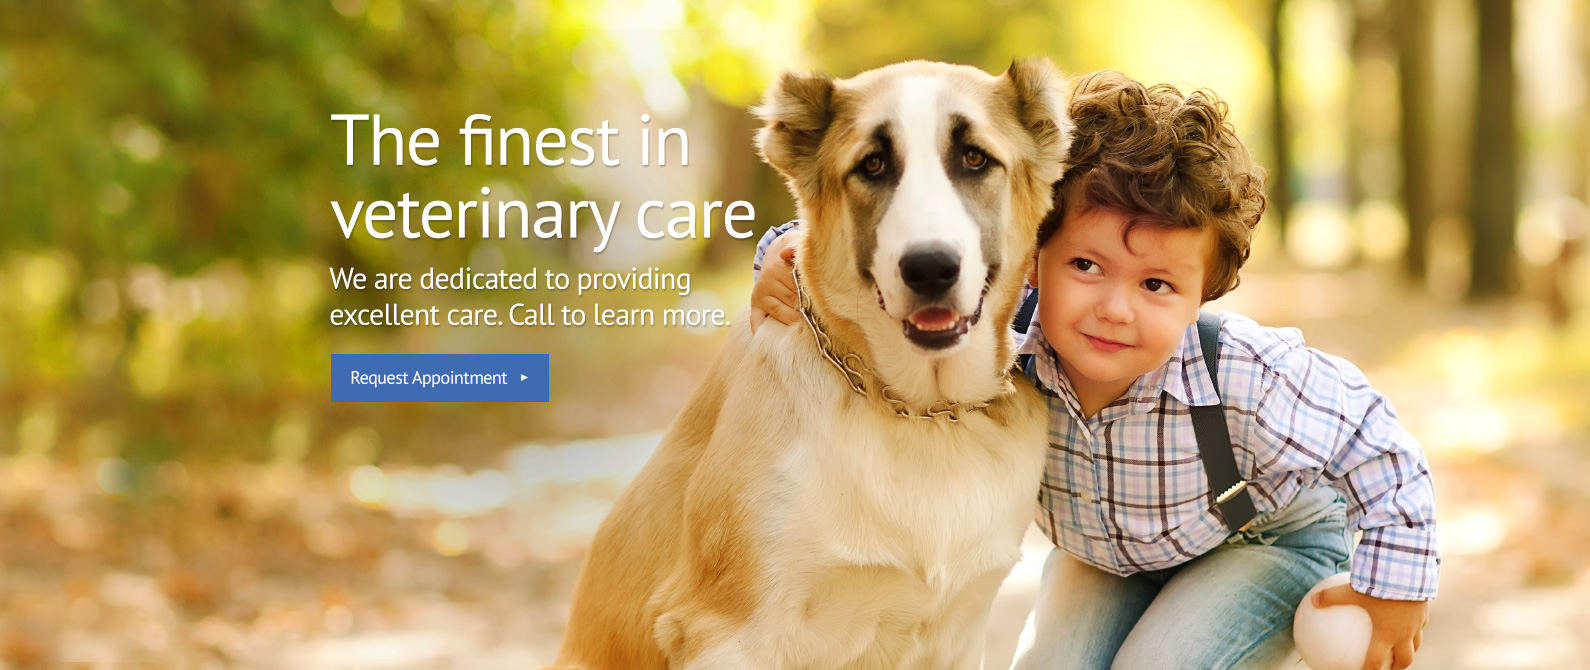 The finest in
veterinary care
We are dedicated to providing
excellent care. Call to learn more.
Request Appointment